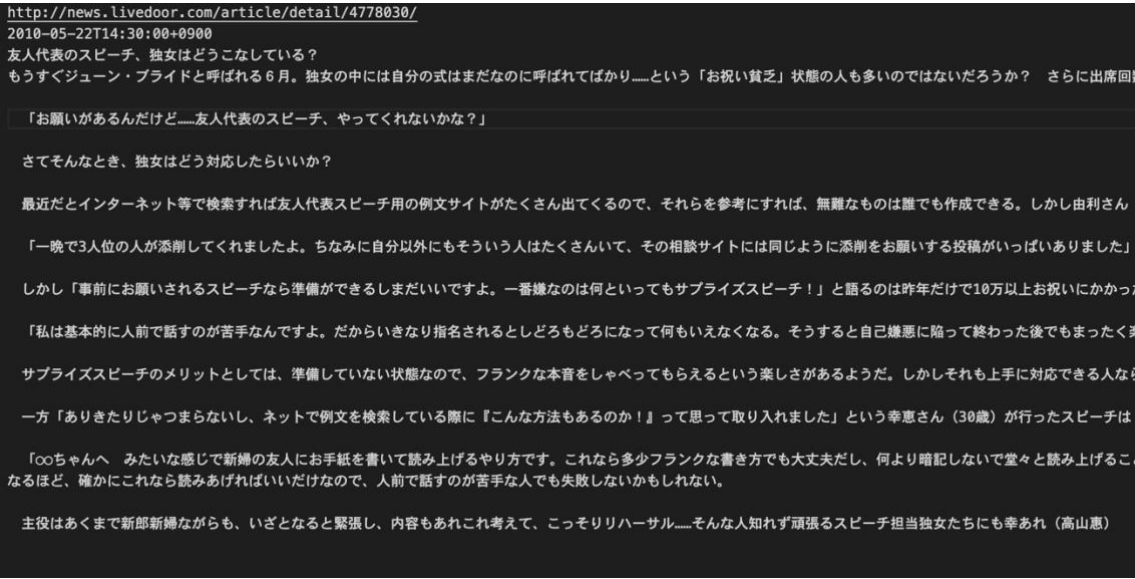 http://news.livedoor.com/article/detail/4778030/
2010-05-22T14:30:00+0900
友人代表のスピーチ、独女はどうこなしている？
もうすぐジューン・ブライドと呼ばれる６月。独女の中には自分の式はまだなのに呼ばれてばかり……という「お祝い貧乏」状態の人も多いのではないだろうか？　さらに出席回
「お願いがあるんだけど……友人代表のスピーチ、やってくれないかな？」
さてそんなとき、独女はどう対応したらいいか？
最近だとインターネット等で検索すれば友人代表スピーチ用の例文サイトがたくさん出てくるので、それらを参考にすれば、無難なものは誰でも作成できる。しかし由利さん
「一晩で3人位の人が添削してくれましたよ。ちなみに自分以外にもそういう人はたくさんいて、その相談サイトには同じように添削をお願いする投稿がいっぱいありました」
しかし「事前にお願いされるスピーチなら準備ができるしまだいいですよ。一番嫌なのは何といってもサプライズスピーチ！」と語るのは昨年だけで10万以上お祝いにかかっ
「私は基本的に人前で話すのが苦手なんですよ。だからいきなり指名されるとしどろもどろになって何もいえなくなる。そうすると自己嫌悪に陥って終わった後でもまったく
サプライズスピーチのメリットとしては、準備していない状態なので、フランクな本音をしゃべってもらえるという楽しさがあるようだ。しかしそれも上手に対応できる人なら
一方「ありきたりじゃつまらないし、ネットで例文を検索している際に『こんな方法もあるのか！』って思って取り入れました」という幸恵さん（30歳）が行ったスピーチは
「○○ちゃんへ　みたいな感じで新婦の友人にお手紙を書いて読み上げるやり方です。これなら多少フランクな書き方でも大丈夫だし、何より暗記しないで堂々と読み上げるこ
なるほど、確かにこれなら読みあげればいいだけなので、人前で話すのが苦手な人でも失敗しないかもしれない。
主役はあくまで新郎新婦ながらも、いざとなると緊張し、内容もあれこれ考えて、こっそりリハーサル……そんな人知れず頑張るスピーチ担当独女たちにも幸あれ（高山惠）